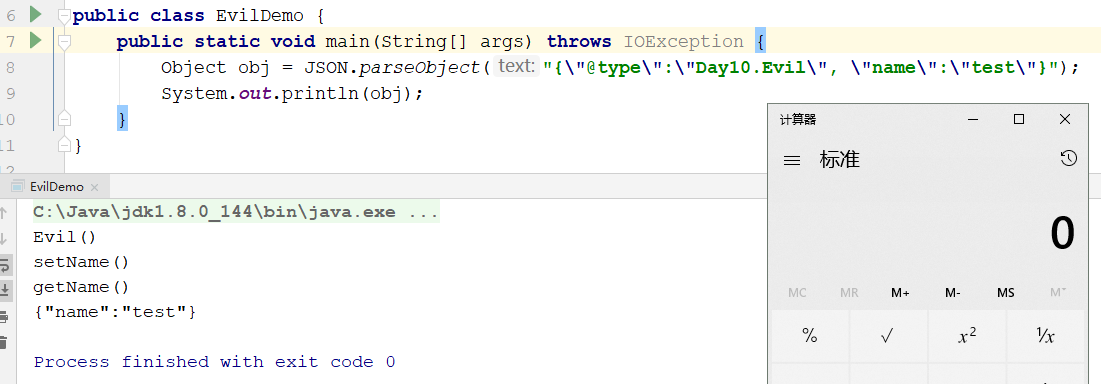 6 public class EvilDemo {
7 public static void main(String[] args) throws IOException {
8 Object obj = JSON.parseObject( text: "{\"@type\":\"Day10.Evil\", \"name\":\"test\"}");
9 System.out.println(obj);
10 }
11 }
12
计算器
标准
0
MC MR M+ M- MS M˅
% √ x² ¹/x
EvilDemo ×
C:\Java\jdk1.8.0_144\bin\java.exe ...
Evil()
setName()
getName()
{"name":"test"}
Process finished with exit code 0